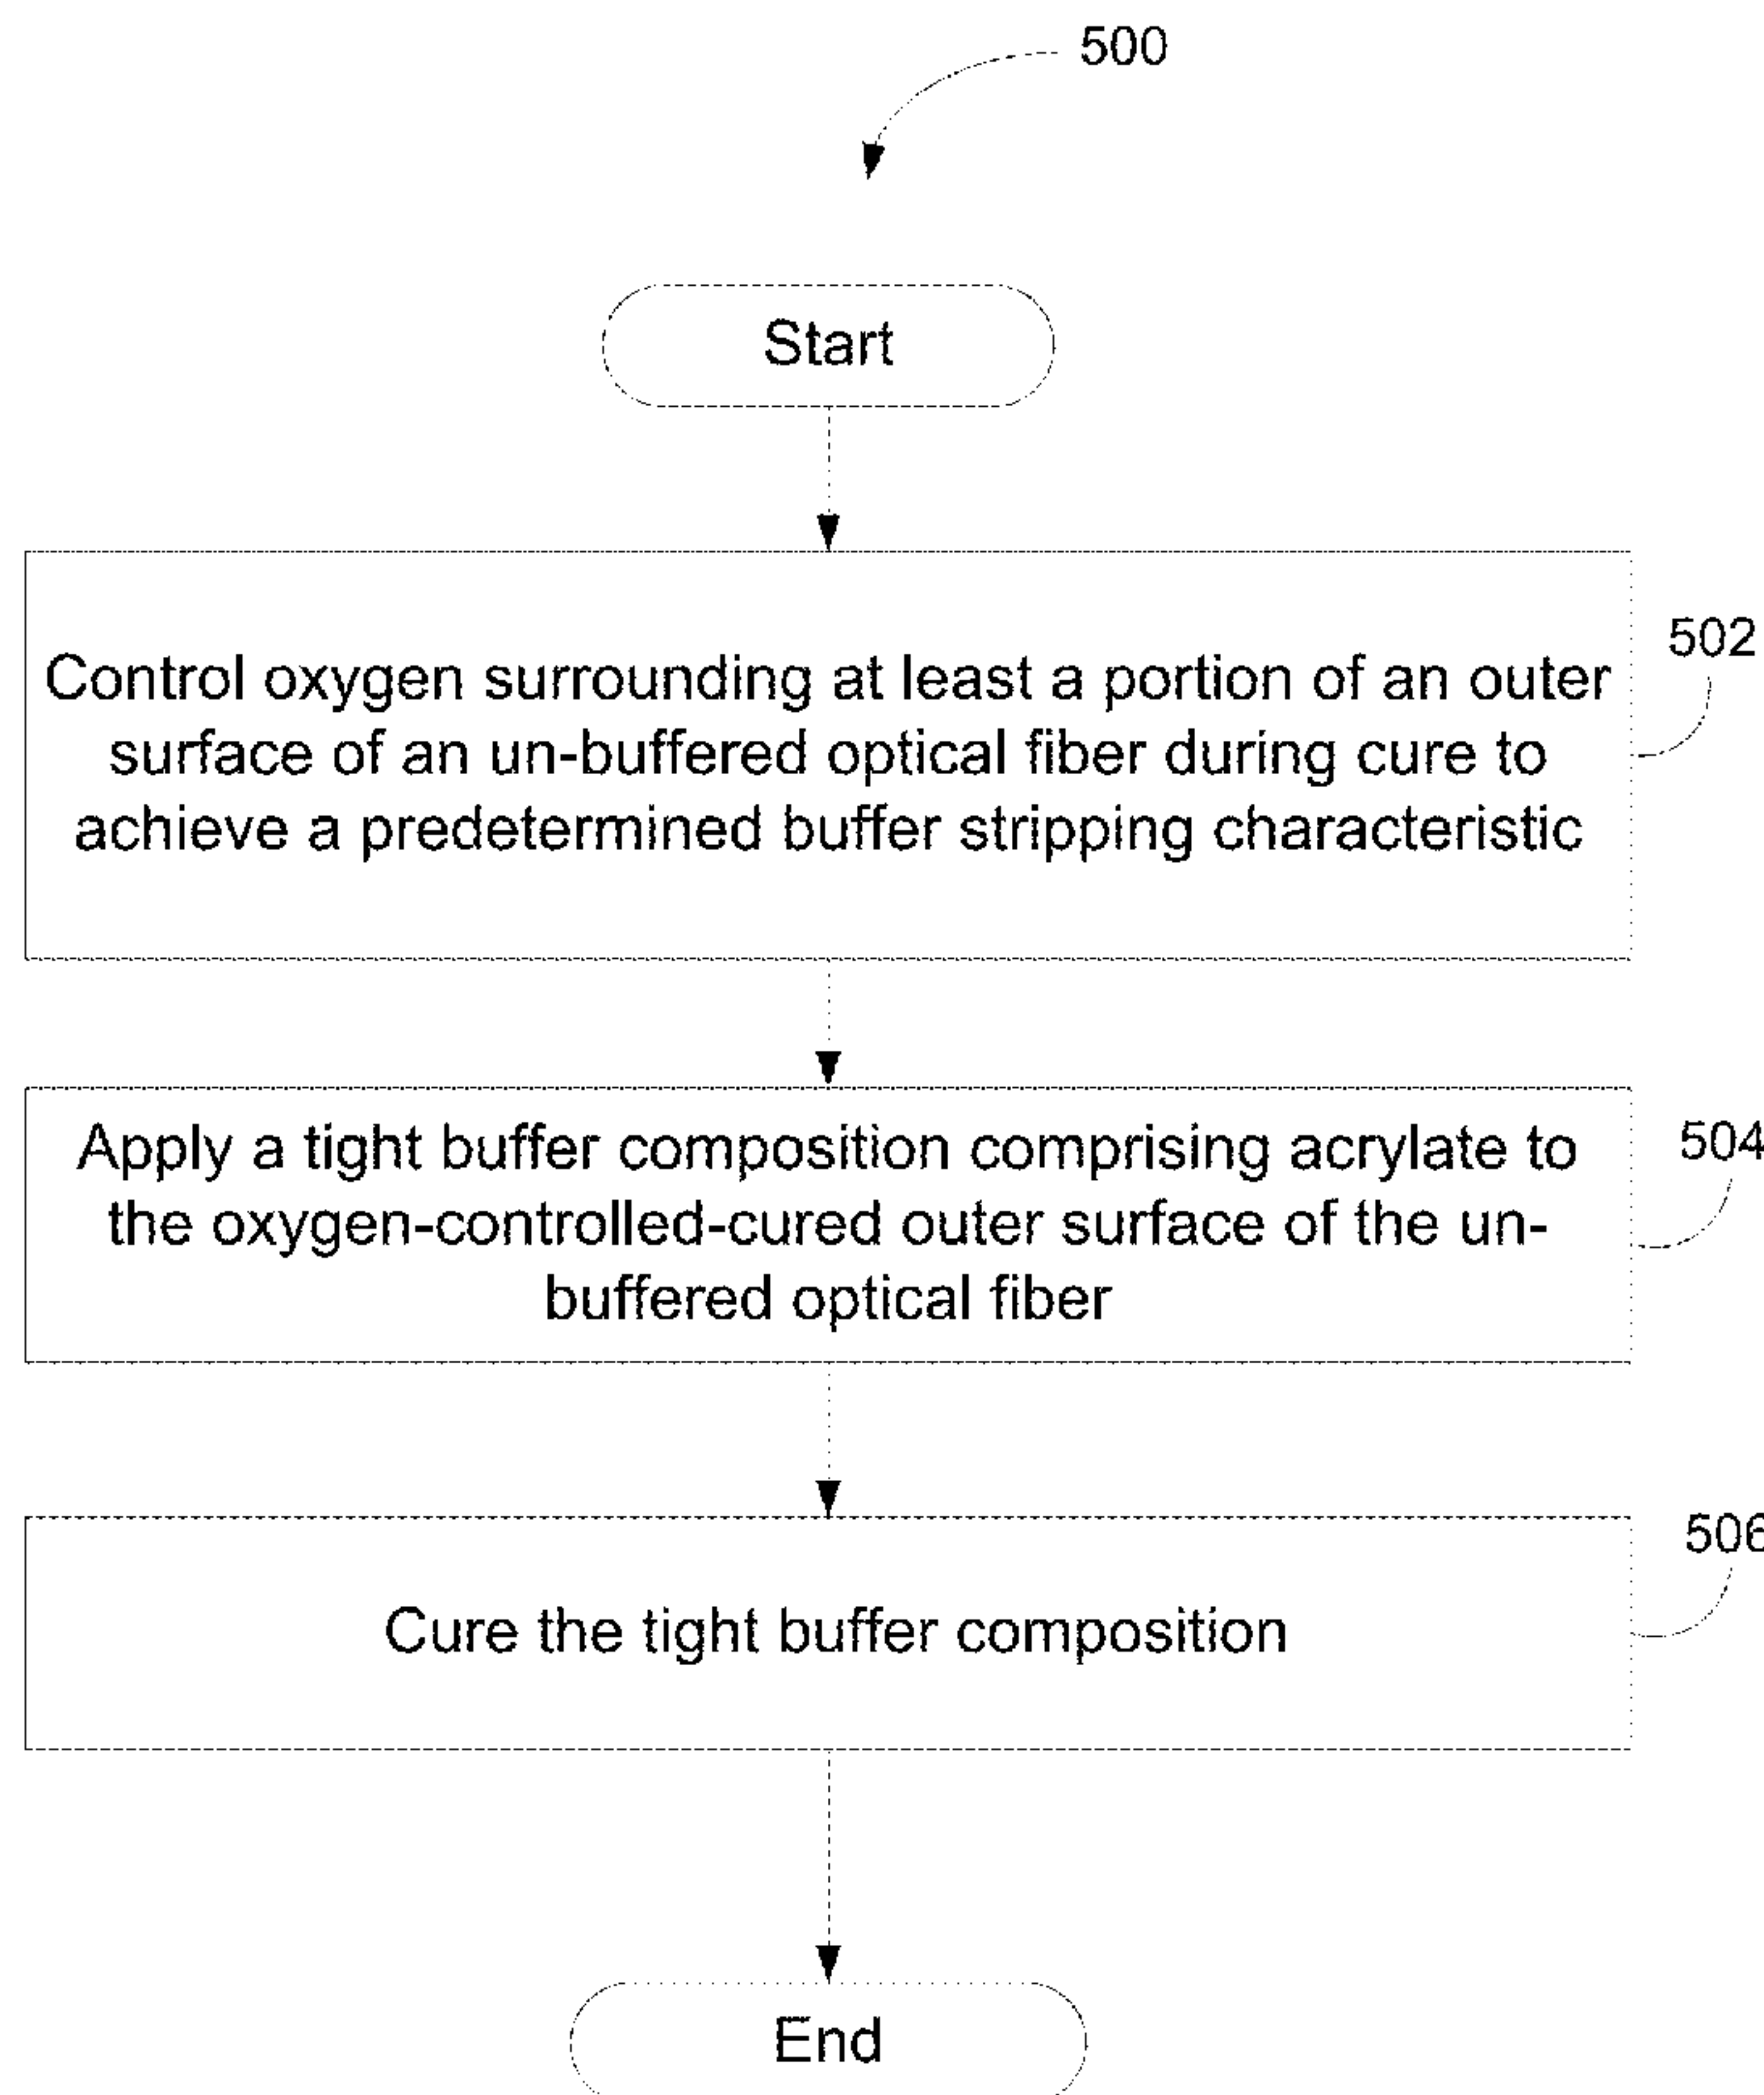 500
Start
Control oxygen surrounding at least a portion of an outer
surface of an un-buffered optical fiber during cure to
achieve a predetermined buffer stripping characteristic
502
Apply a tight buffer composition comprising acrylate to
the oxygen-controlled-cured outer surface of the un-
buffered optical fiber
504
Cure the tight buffer composition
506
End